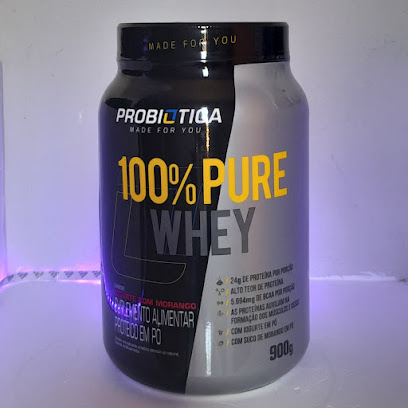 MADE FOR YOU
PROBIÓTICA
MADE FOR YOU
100% PURE
WHEY
COM MORANGO
SUPLEMENTO ALIMENTAR
PROTEICO EM PÓ
24g DE PROTEÍNA POR PORÇÃO
ALTO TEOR DE PROTEÍNA
5.594mg DE BCAA POR PORÇÃO
AS PROTEÍNAS AUXILIAM NA
FORMAÇÃO DOS MÚSCULOS E OSSOS
COM IOGURTE EM PÓ
COM SUCO DE MORANGO EM PÓ
900g